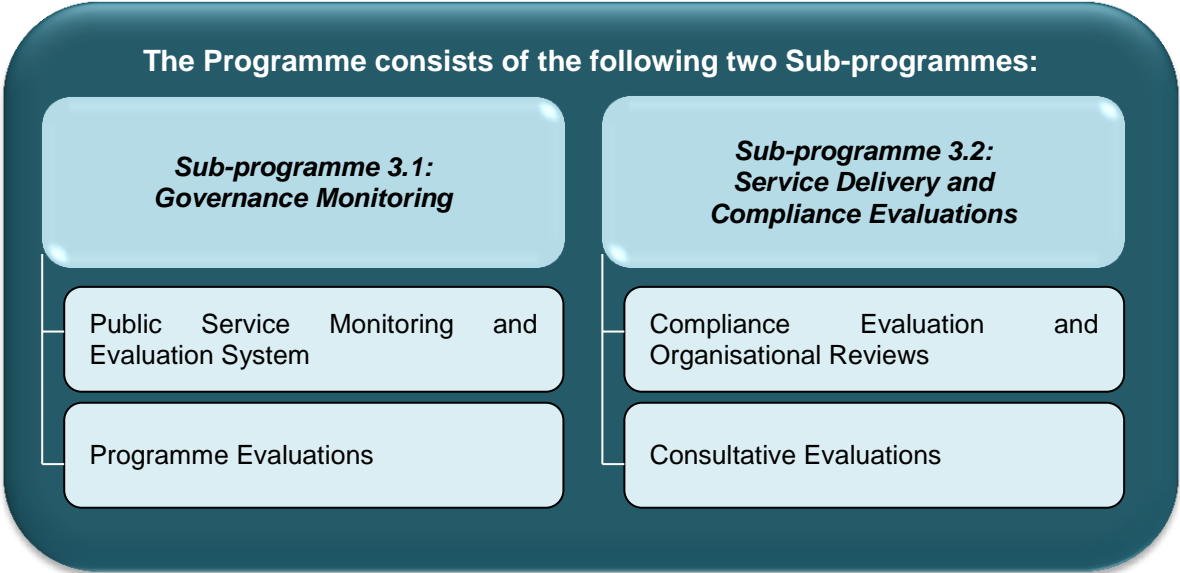 The Programme consists of the following two Sub-programmes:
Sub-programme 3.1:
Governance Monitoring
Public Service Monitoring and
Evaluation System
Programme Evaluations
Sub-programme 3.2:
Service Delivery and
Compliance Evaluations
Compliance Evaluation and
Organisational Reviews
Consultative Evaluations